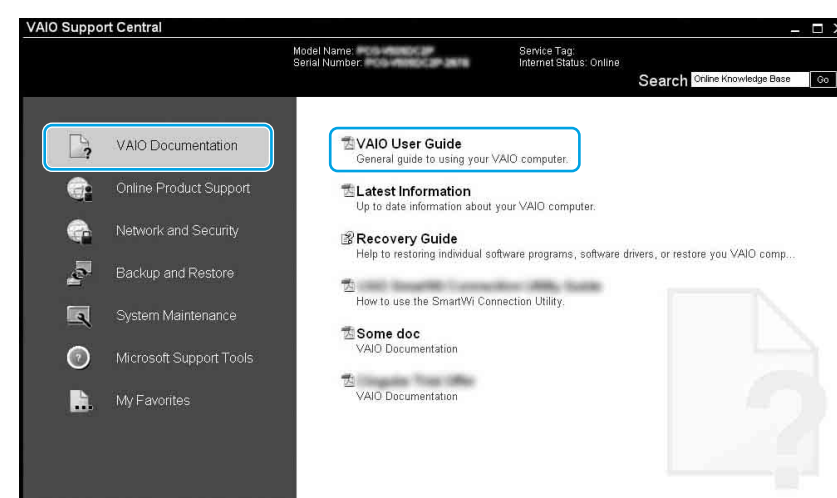 VAIO Support Central
Model Name:
Service Tag:
Serial Number:
Internet Status: Online
Search Online Knowledge Base Go
VAIO Documentation
Online Product Support
Network and Security
Backup and Restore
System Maintenance
Microsoft Support Tools
My Favorites
VAIO User Guide
General guide to using your VAIO computer.
Latest Information
Up to date information about your VAIO computer.
Recovery Guide
Help to restoring individual software programs, software drivers, or restore you VAIO comp...
How to use the SmartWi Connection Utility.
Some doc
VAIO Documentation
VAIO Documentation